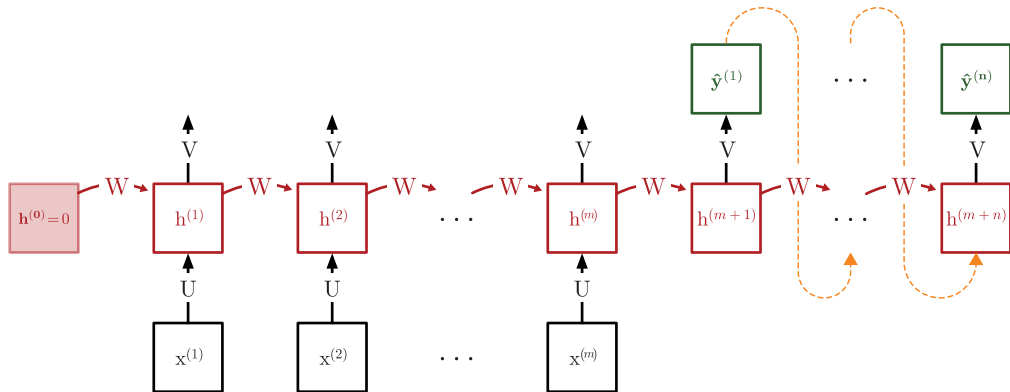 ŷ⁽¹⁾ ··· ŷ⁽ⁿ⁾
V V V V V
W W W W W W W
h⁽⁰⁾=0 h⁽¹⁾ h⁽²⁾ ··· h⁽ᵐ⁾ h⁽ᵐ⁺¹⁾ ··· h⁽ᵐ⁺ⁿ⁾
U U U
x⁽¹⁾ x⁽²⁾ ··· x⁽ᵐ⁾